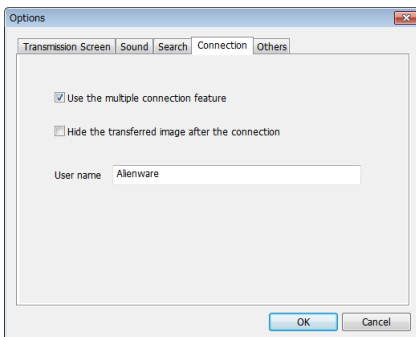 Options
Transmission Screen Sound Search Connection Others
Use the multiple connection feature
Hide the transferred image after the connection
User name Alienware
OK Cancel